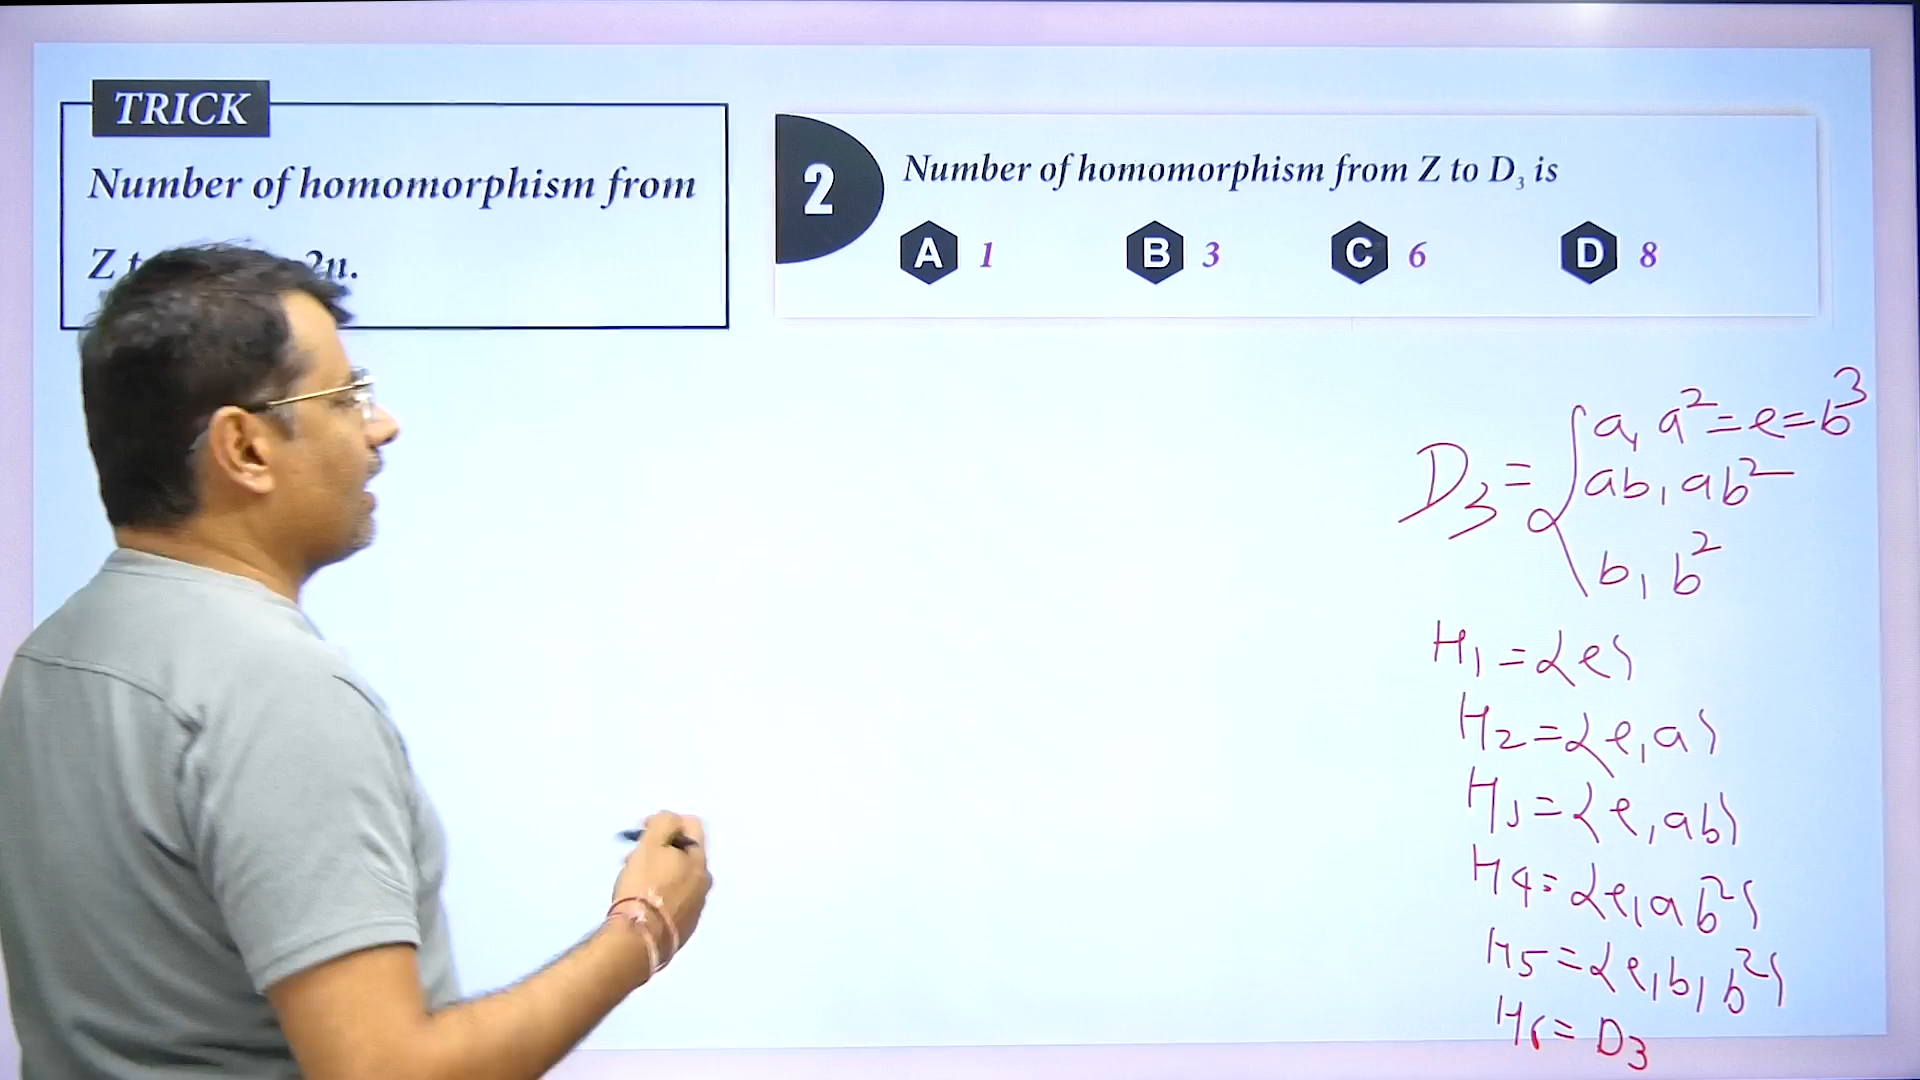 TRICK
Number of homomorphism from
Z 2n.
2
Number of homomorphism from Z to D₃ is
A 1 B 3 C 6 D 8
D₃ = { a, a² = e = b³
ab, ab²
b, b²
H₁ = {e}
H₂ = {e, a}
H₃ = {e, ab}
H₄ = {e, ab²}
H₅ = {e, b, b²}
H₆ = D₃